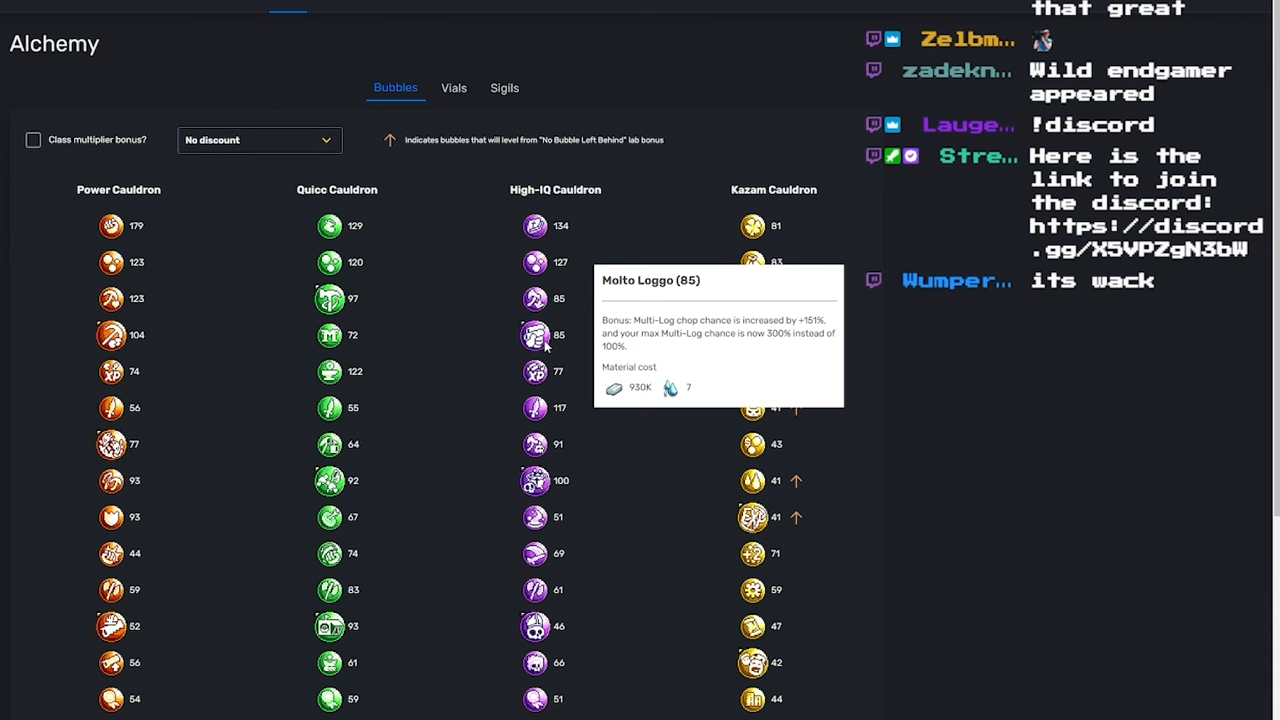 Alchemy
Bubbles Vials Sigils
Class multiplier bonus? No discount Indicates bubbles that will level from "No Bubble Left Behind" lab bonus
Power Cauldron Quicc Cauldron High-IQ Cauldron Kazam Cauldron
179 129 134 81
123 120 127 83
123 97 85
104 72 85
74 122 77
56 55 117 41
77 64 91 43
93 92 100 41
93 67 51 41
44 74 69 71
59 83 61 59
52 93 46 47
56 61 66 42
54 59 51 44
Molto Loggo (85)
Bonus: Multi-Log chop chance is increased by +151%,
and your max Multi-Log chance is now 300% instead of
100%.
Material cost
930K 7
that great
Zelbm...
zadekn... Wild endgamer
appeared
Lauge... !discord
Stre... Here is the
link to join
the discord:
https://discord
.gg/X5VPZgN3bW
Wumper... its wack